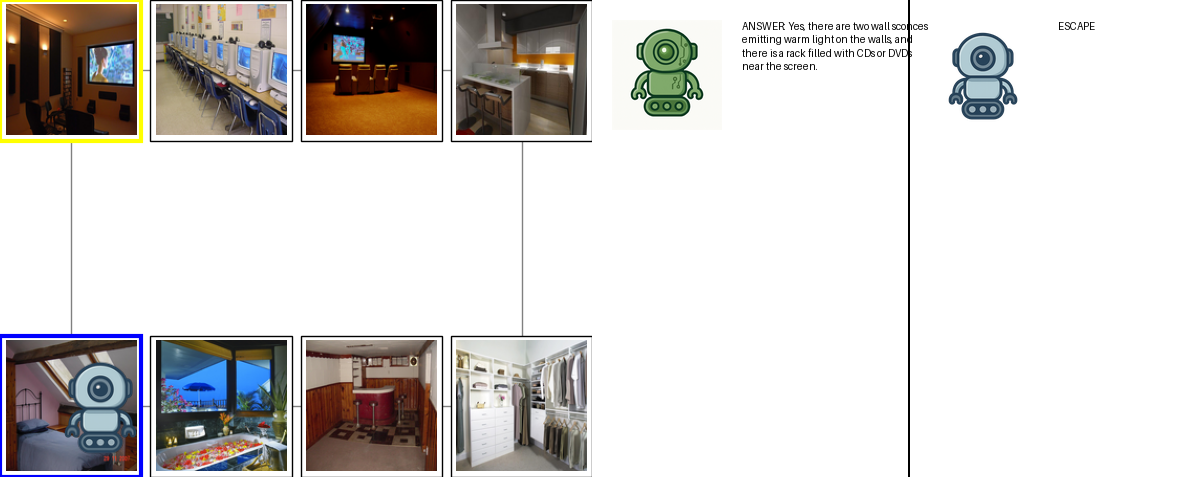 ANSWER: Yes, there are two wall sconces
emitting warm light on the walls, and
there is a rack filled with CDs or DVDs
near the screen.
ESCAPE